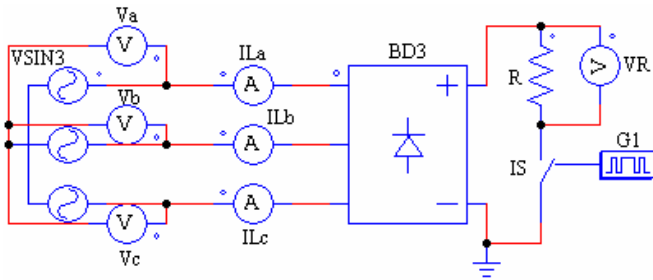 Va
V
VSIN3
ILa
A
BD3
+
R
V
VR
Vb
V
ILb
A
IS
G1
V
Vc
A
ILc
−